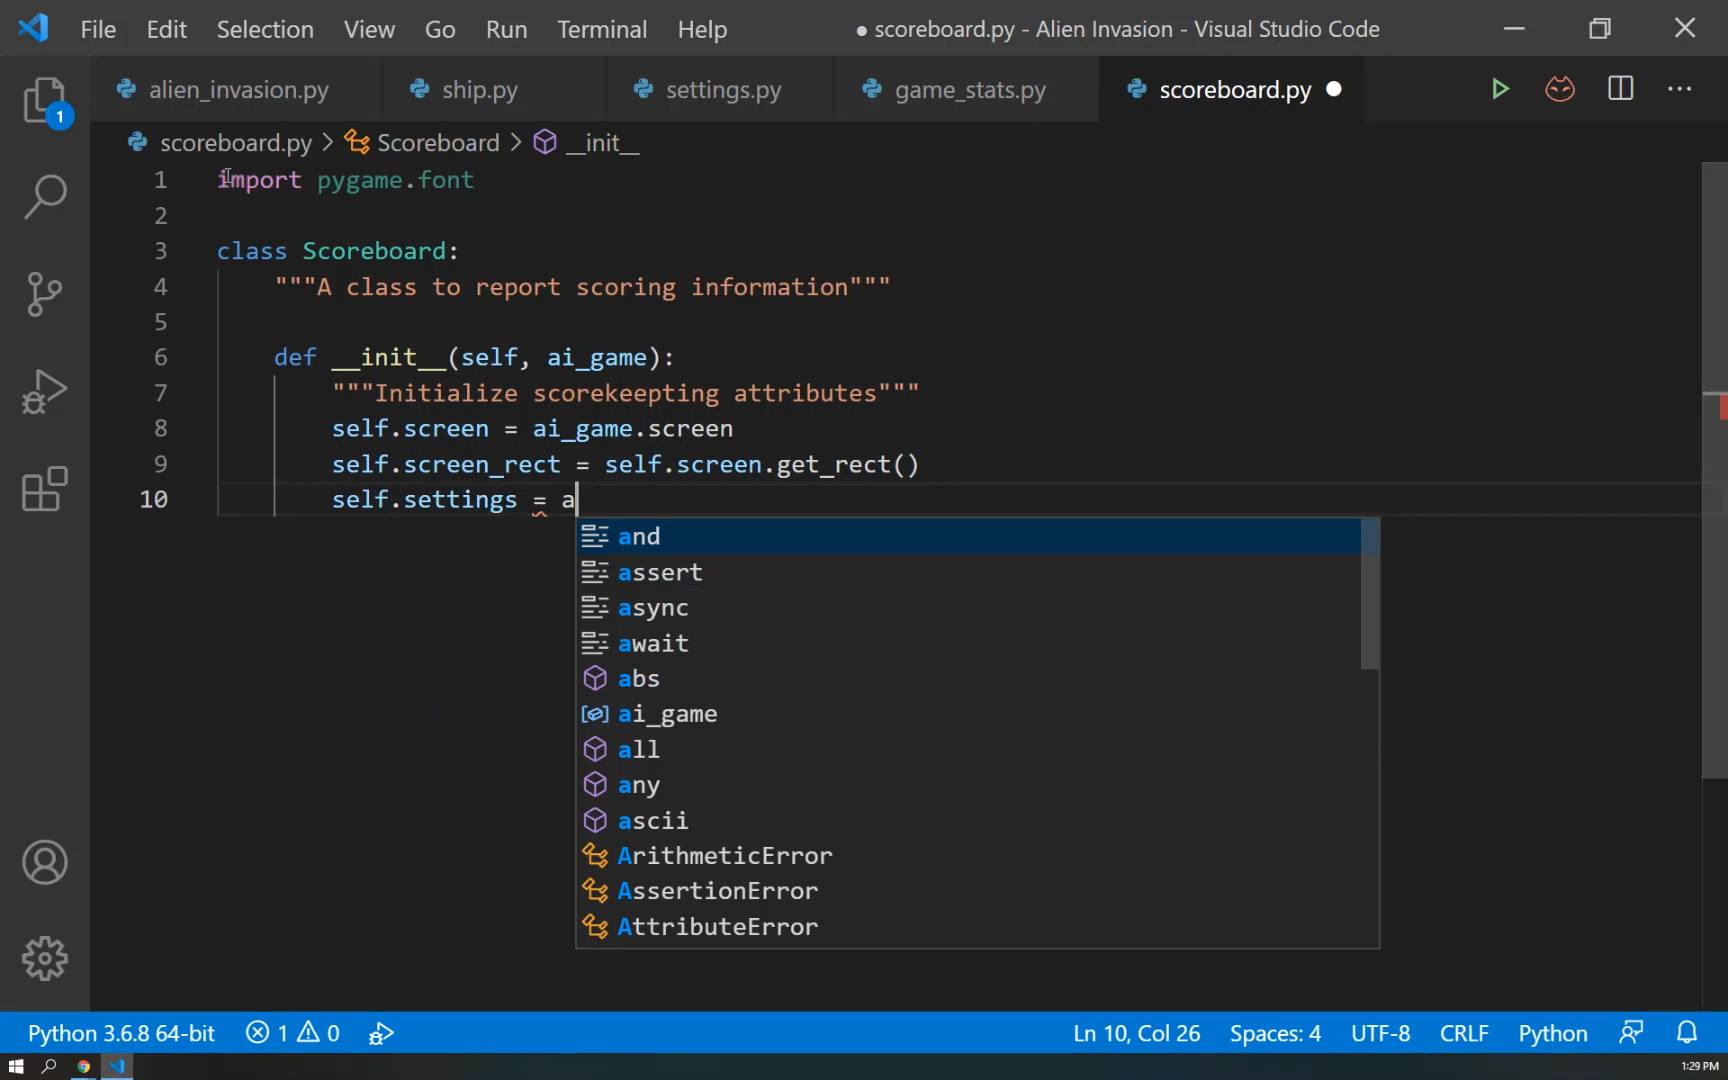 File Edit Selection View Go Run Terminal Help ● scoreboard.py - Alien Invasion - Visual Studio Code
alien_invasion.py ship.py settings.py game_stats.py scoreboard.py
1
scoreboard.py > Scoreboard > __init__
1 import pygame.font
2
3 class Scoreboard:
4 """A class to report scoring information"""
5
6 def __init__(self, ai_game):
7 """Initialize scorekeepting attributes"""
8 self.screen = ai_game.screen
9 self.screen_rect = self.screen.get_rect()
10 self.settings = a
and
assert
async
await
abs
ai_game
all
any
ascii
ArithmeticError
AssertionError
AttributeError
Python 3.6.8 64-bit 1 0 Ln 10, Col 26 Spaces: 4 UTF-8 CRLF Python
1:29 PM